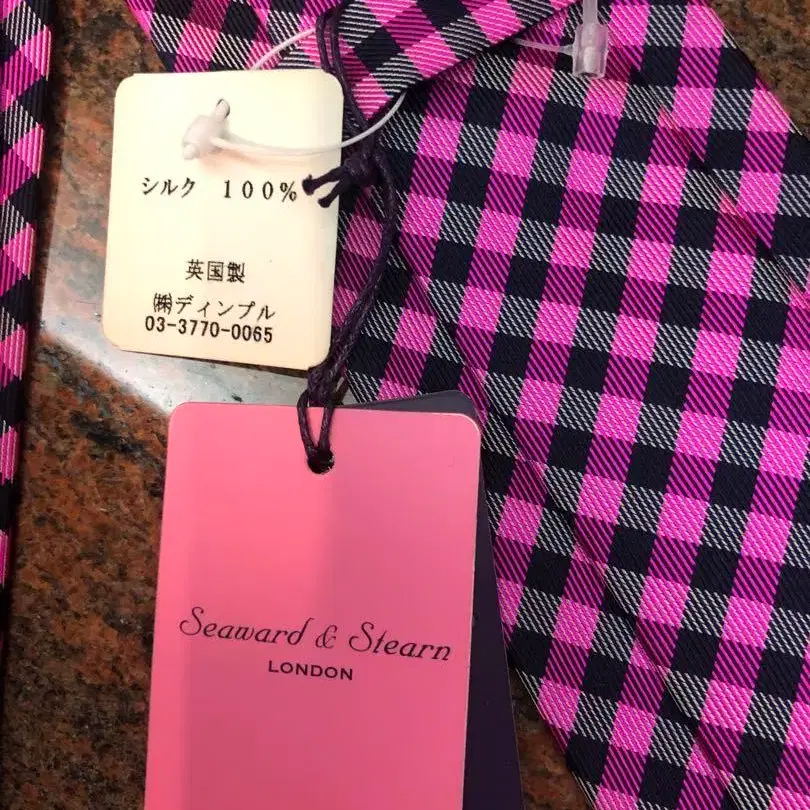 シルク 100%
英国製
㈱ディンプル
03-3770-0065
Seaward & Stearn
LONDON